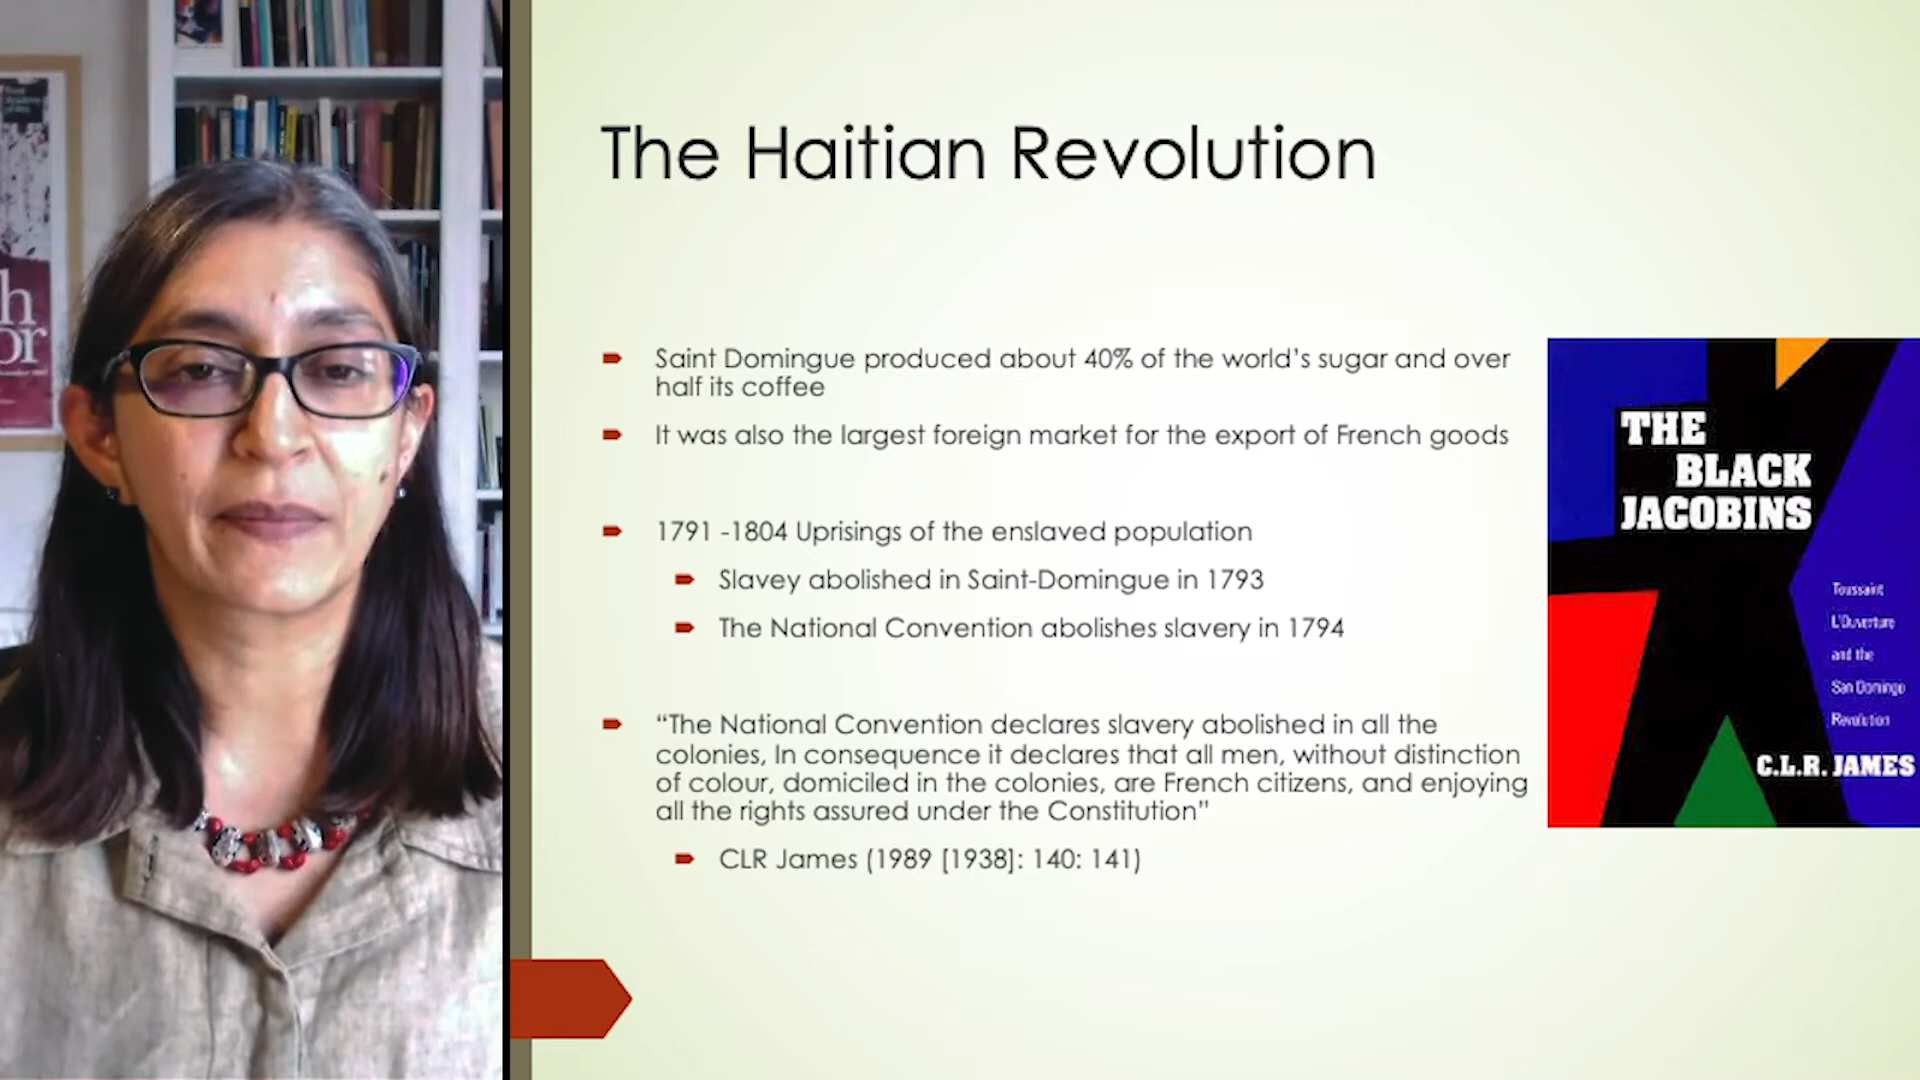 h
or
The Haitian Revolution
Saint Domingue produced about 40% of the world's sugar and over
half its coffee
It was also the largest foreign market for the export of French goods
1791 -1804 Uprisings of the enslaved population
Slavey abolished in Saint-Domingue in 1793
The National Convention abolishes slavery in 1794
“The National Convention declares slavery abolished in all the
colonies, In consequence it declares that all men, without distinction
of colour, domiciled in the colonies, are French citizens, and enjoying
all the rights assured under the Constitution”
CLR James (1989 [1938]: 140: 141)
THE
BLACK
JACOBINS
Toussaint
L'Ouverture
and the
San Domingo
Revolution
C.L.R. JAMES